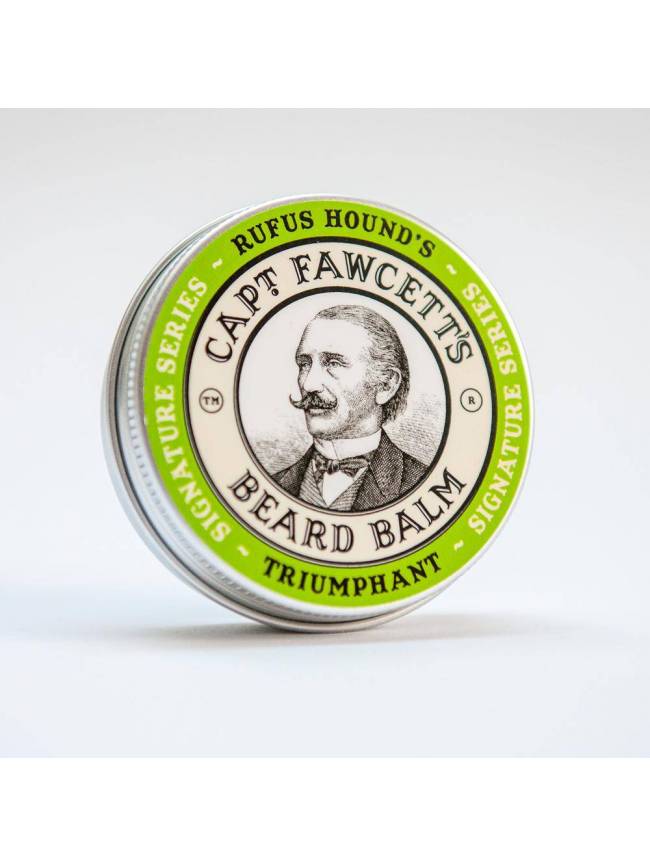 RUFUS HOUND'S
~ SIGNATURE SERIES ~
~ SIGNATURE SERIES ~
TRIUMPHANT
CAPT. FAWCETT'S
TM
R
BEARD BALM